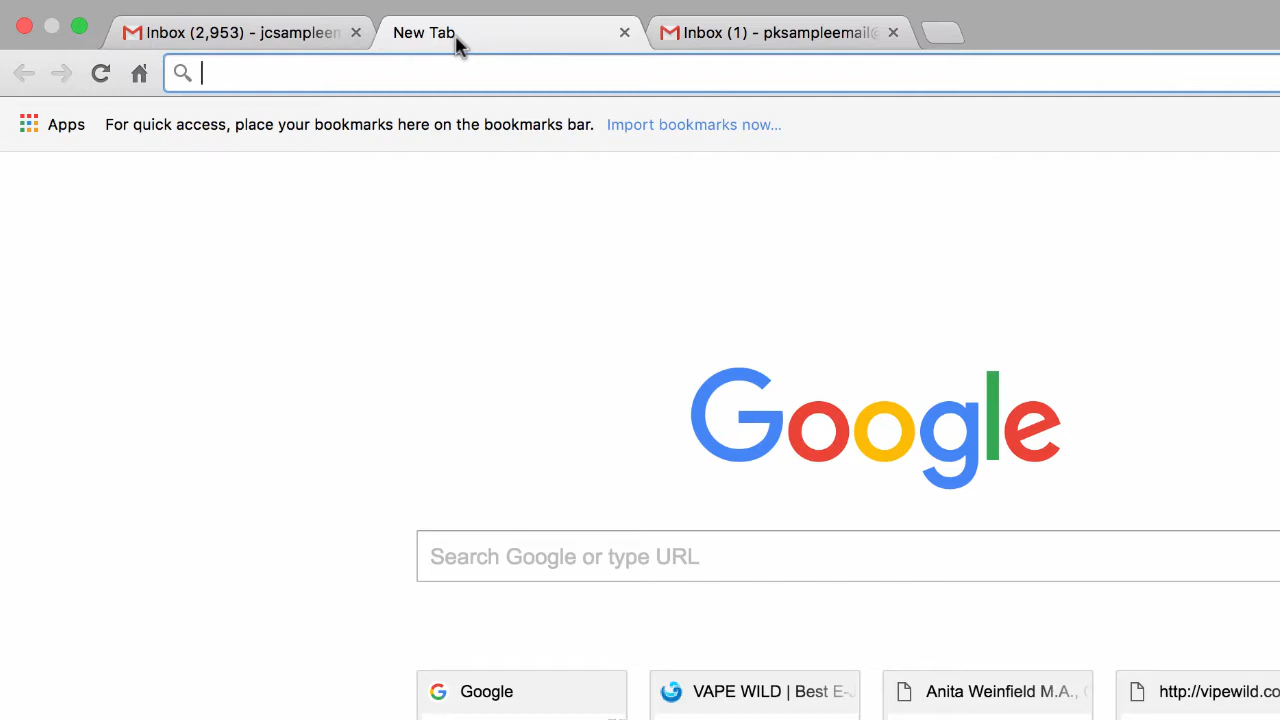 Inbox (2,953) - jcsampleem
New Tab
Inbox (1) - pksampleemail@
Apps
For quick access, place your bookmarks here on the bookmarks bar.
Import bookmarks now...
Google
Search Google or type URL
Google
VAPE WILD | Best E-J
Anita Weinfield M.A.,
http://vipewild.co